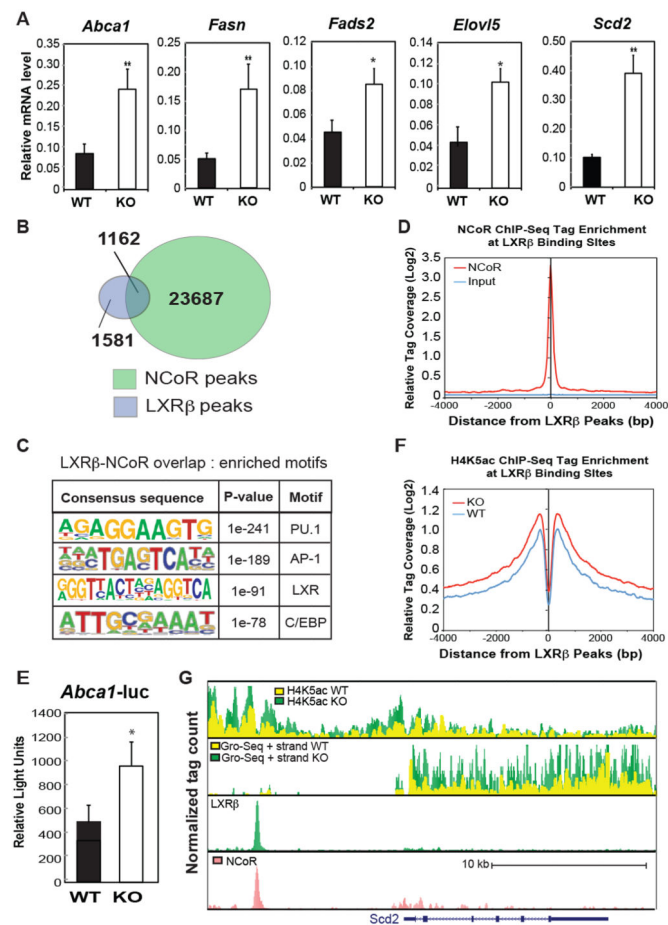 A
Abca1
Fasn
Fads2
Elovl5
Scd2
Relative mRNA level
0.35
0.30
0.25
0.20
0.15
0.10
0.05
0.00
**
WT KO
0.25
0.20
0.15
0.10
0.05
0.00
**
WT KO
0.12
0.10
0.08
0.06
0.04
0.02
0.00
*
WT KO
0.14
0.12
0.10
0.08
0.06
0.04
0.02
0.00
*
WT KO
0.50
0.40
0.30
0.20
0.10
0.00
**
WT KO
B
1162
23687
1581
NCoR peaks
LXRβ peaks
D
NCoR ChIP-Seq Tag Enrichment
at LXRβ Binding SItes
Relative Tag Coverage (Log2)
3.5
3.0
2.5
2.0
1.5
1.0
0.0
NCoR
Input
-4000 -2000 0 2000 4000
Distance from LXRβ Peaks (bp)
C
LXRβ-NCoR overlap : enriched motifs
Consensus sequence P-value Motif
AGAGGAAGTG 1e-241 PU.1
TGAGTCA 1e-189 AP-1
GGGTTACTAGAGGTCA 1e-91 LXR
ATTGCGAAAT 1e-78 C/EBP
F
H4K5ac ChIP-Seq Tag Enrichment
at LXRβ Binding SItes
Relative Tag Coverage (Log2)
1.4
1.2
1.0
0.8
0.6
0.4
0.2
0
KO
WT
-4000 -2000 0 2000 4000
Distance from LXRβ Peaks (bp)
E
Abca1-luc
Relative Light Units
1400
1200
1000
800
600
400
200
0
*
WT KO
G
Normalized tag count
H4K5ac WT
H4K5ac KO
Gro-Seq + strand WT
Gro-Seq + strand KO
LXRβ
NCoR
10 kb
Scd2